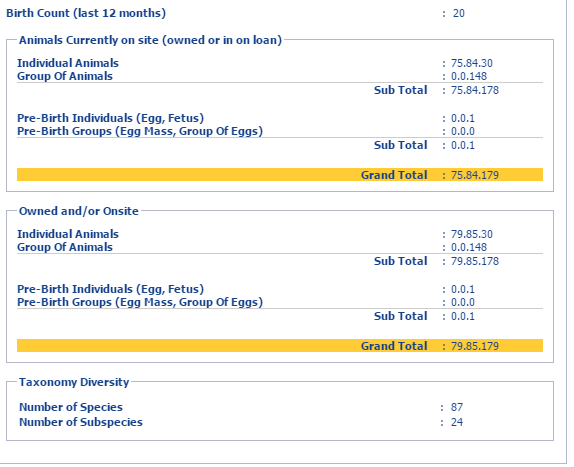 Birth Count (last 12 months) : 20
Animals Currently on site (owned or in on loan)
Individual Animals : 75.84.30
Group Of Animals : 0.0.148
Sub Total : 75.84.178
Pre-Birth Individuals (Egg, Fetus) : 0.0.1
Pre-Birth Groups (Egg Mass, Group Of Eggs) : 0.0.0
Sub Total : 0.0.1
Grand Total : 75.84.179
Owned and/or Onsite
Individual Animals : 79.85.30
Group Of Animals : 0.0.148
Sub Total : 79.85.178
Pre-Birth Individuals (Egg, Fetus) : 0.0.1
Pre-Birth Groups (Egg Mass, Group Of Eggs) : 0.0.0
Sub Total : 0.0.1
Grand Total : 79.85.179
Taxonomy Diversity
Number of Species : 87
Number of Subspecies : 24